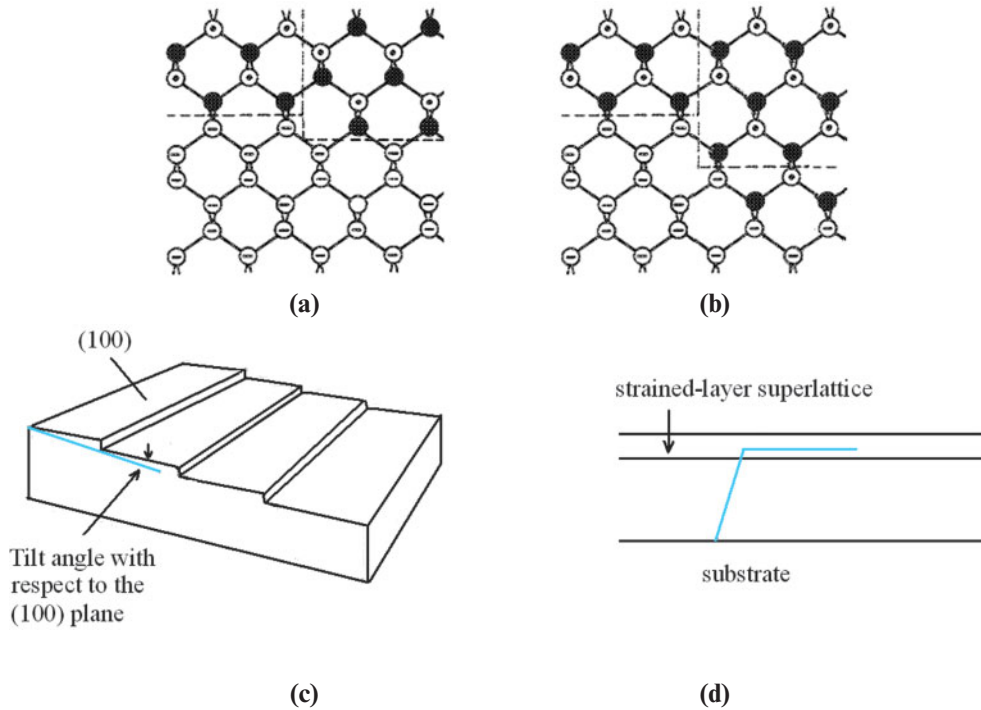 (a)
(b)
(100)
Tilt angle with
respect to the
(100) plane
strained-layer superlattice
substrate
(c)
(d)